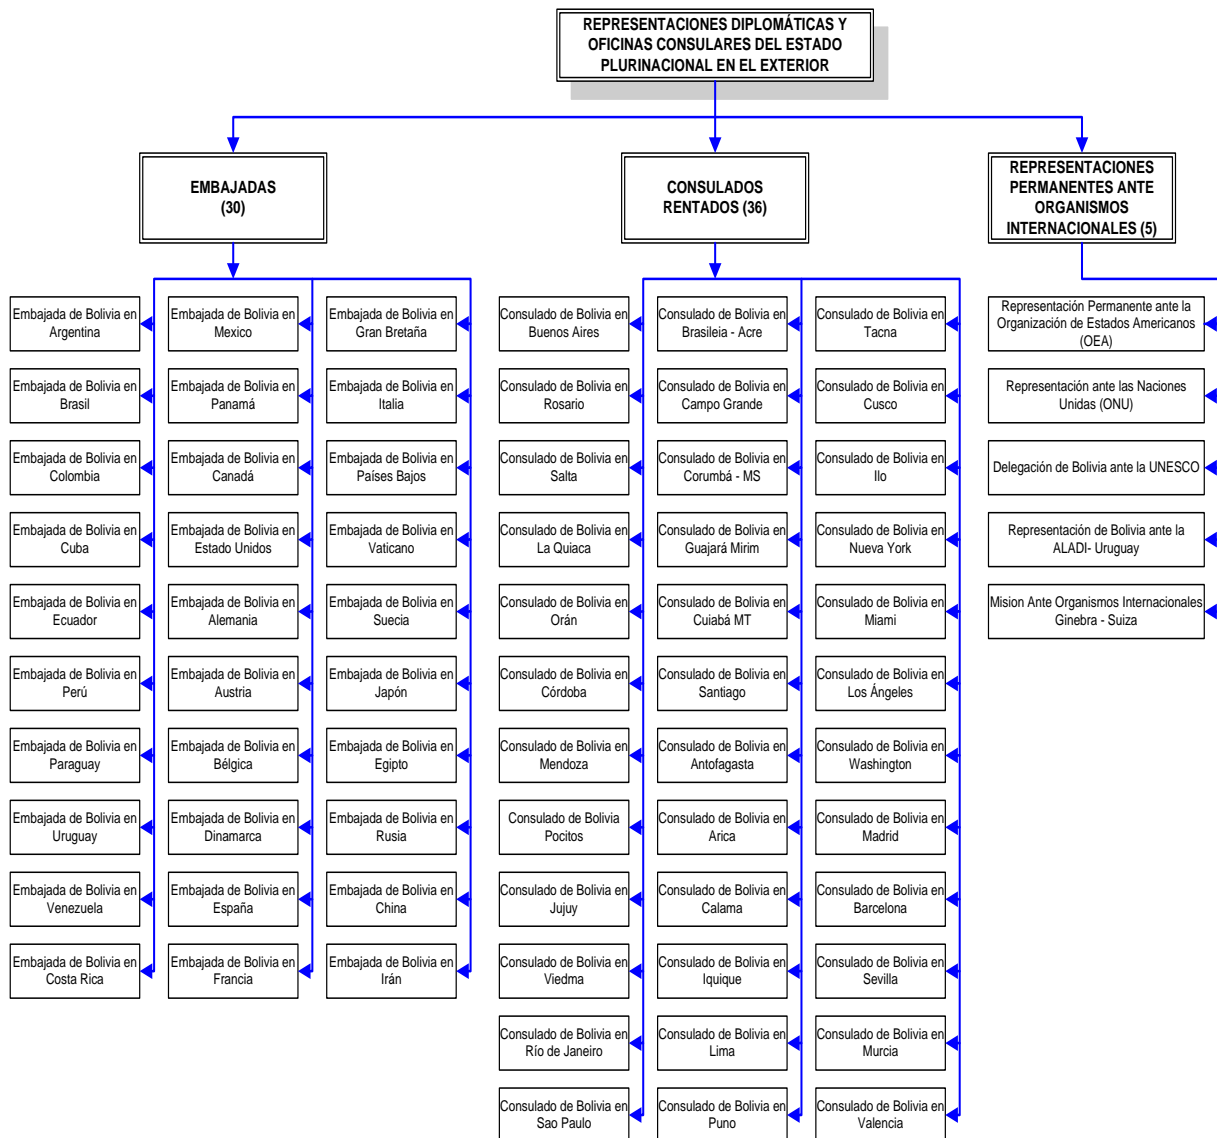 REPRESENTACIONES DIPLOMÁTICAS Y
OFICINAS CONSULARES DEL ESTADO
PLURINACIONAL EN EL EXTERIOR
EMBAJADAS
(30)
CONSULADOS
RENTADOS (36)
REPRESENTACIONES
PERMANENTES ANTE
ORGANISMOS
INTERNACIONALES (5)
Embajada de Bolivia en
Argentina
Embajada de Bolivia en
Brasil
Embajada de Bolivia en
Colombia
Embajada de Bolivia en
Cuba
Embajada de Bolivia en
Ecuador
Embajada de Bolivia en
Perú
Embajada de Bolivia en
Paraguay
Embajada de Bolivia en
Uruguay
Embajada de Bolivia en
Venezuela
Embajada de Bolivia en
Costa Rica
Embajada de Bolivia en
Mexico
Embajada de Bolivia en
Panamá
Embajada de Bolivia en
Canadá
Embajada de Bolivia en
Estado Unidos
Embajada de Bolivia en
Alemania
Embajada de Bolivia en
Austria
Embajada de Bolivia en
Bélgica
Embajada de Bolivia en
Dinamarca
Embajada de Bolivia en
España
Embajada de Bolivia en
Francia
Embajada de Bolivia en
Gran Bretaña
Embajada de Bolivia en
Italia
Embajada de Bolivia en
Países Bajos
Embajada de Bolivia en
Vaticano
Embajada de Bolivia en
Suecia
Embajada de Bolivia en
Japón
Embajada de Bolivia en
Egipto
Embajada de Bolivia en
Rusia
Embajada de Bolivia en
China
Embajada de Bolivia en
Irán
Consulado de Bolivia en
Buenos Aires
Consulado de Bolivia en
Rosario
Consulado de Bolivia en
Salta
Consulado de Bolivia en
La Quiaca
Consulado de Bolivia en
Orán
Consulado de Bolivia en
Córdoba
Consulado de Bolivia en
Mendoza
Consulado de Bolivia
Pocitos
Consulado de Bolivia en
Jujuy
Consulado de Bolivia en
Viedma
Consulado de Bolivia en
Río de Janeiro
Consulado de Bolivia en
Sao Paulo
Consulado de Bolivia en
Brasileia - Acre
Consulado de Bolivia en
Campo Grande
Consulado de Bolivia en
Corumbá - MS
Consulado de Bolivia en
Guajará Mirim
Consulado de Bolivia en
Cuiabá MT
Consulado de Bolivia en
Santiago
Consulado de Bolivia en
Antofagasta
Consulado de Bolivia en
Arica
Consulado de Bolivia en
Calama
Consulado de Bolivia en
Iquique
Consulado de Bolivia en
Lima
Consulado de Bolivia en
Puno
Consulado de Bolivia en
Tacna
Consulado de Bolivia en
Cusco
Consulado de Bolivia en
Ilo
Consulado de Bolivia en
Nueva York
Consulado de Bolivia en
Miami
Consulado de Bolivia en
Los Ángeles
Consulado de Bolivia en
Washington
Consulado de Bolivia en
Madrid
Consulado de Bolivia en
Barcelona
Consulado de Bolivia en
Sevilla
Consulado de Bolivia en
Murcia
Consulado de Bolivia en
Valencia
Representación Permanente ante la
Organización de Estados Americanos
(OEA)
Representación ante las Naciones
Unidas (ONU)
Delegación de Bolivia ante la UNESCO
Representación de Bolivia ante la
ALADI- Uruguay
Mision Ante Organismos Internacionales
Ginebra - Suiza